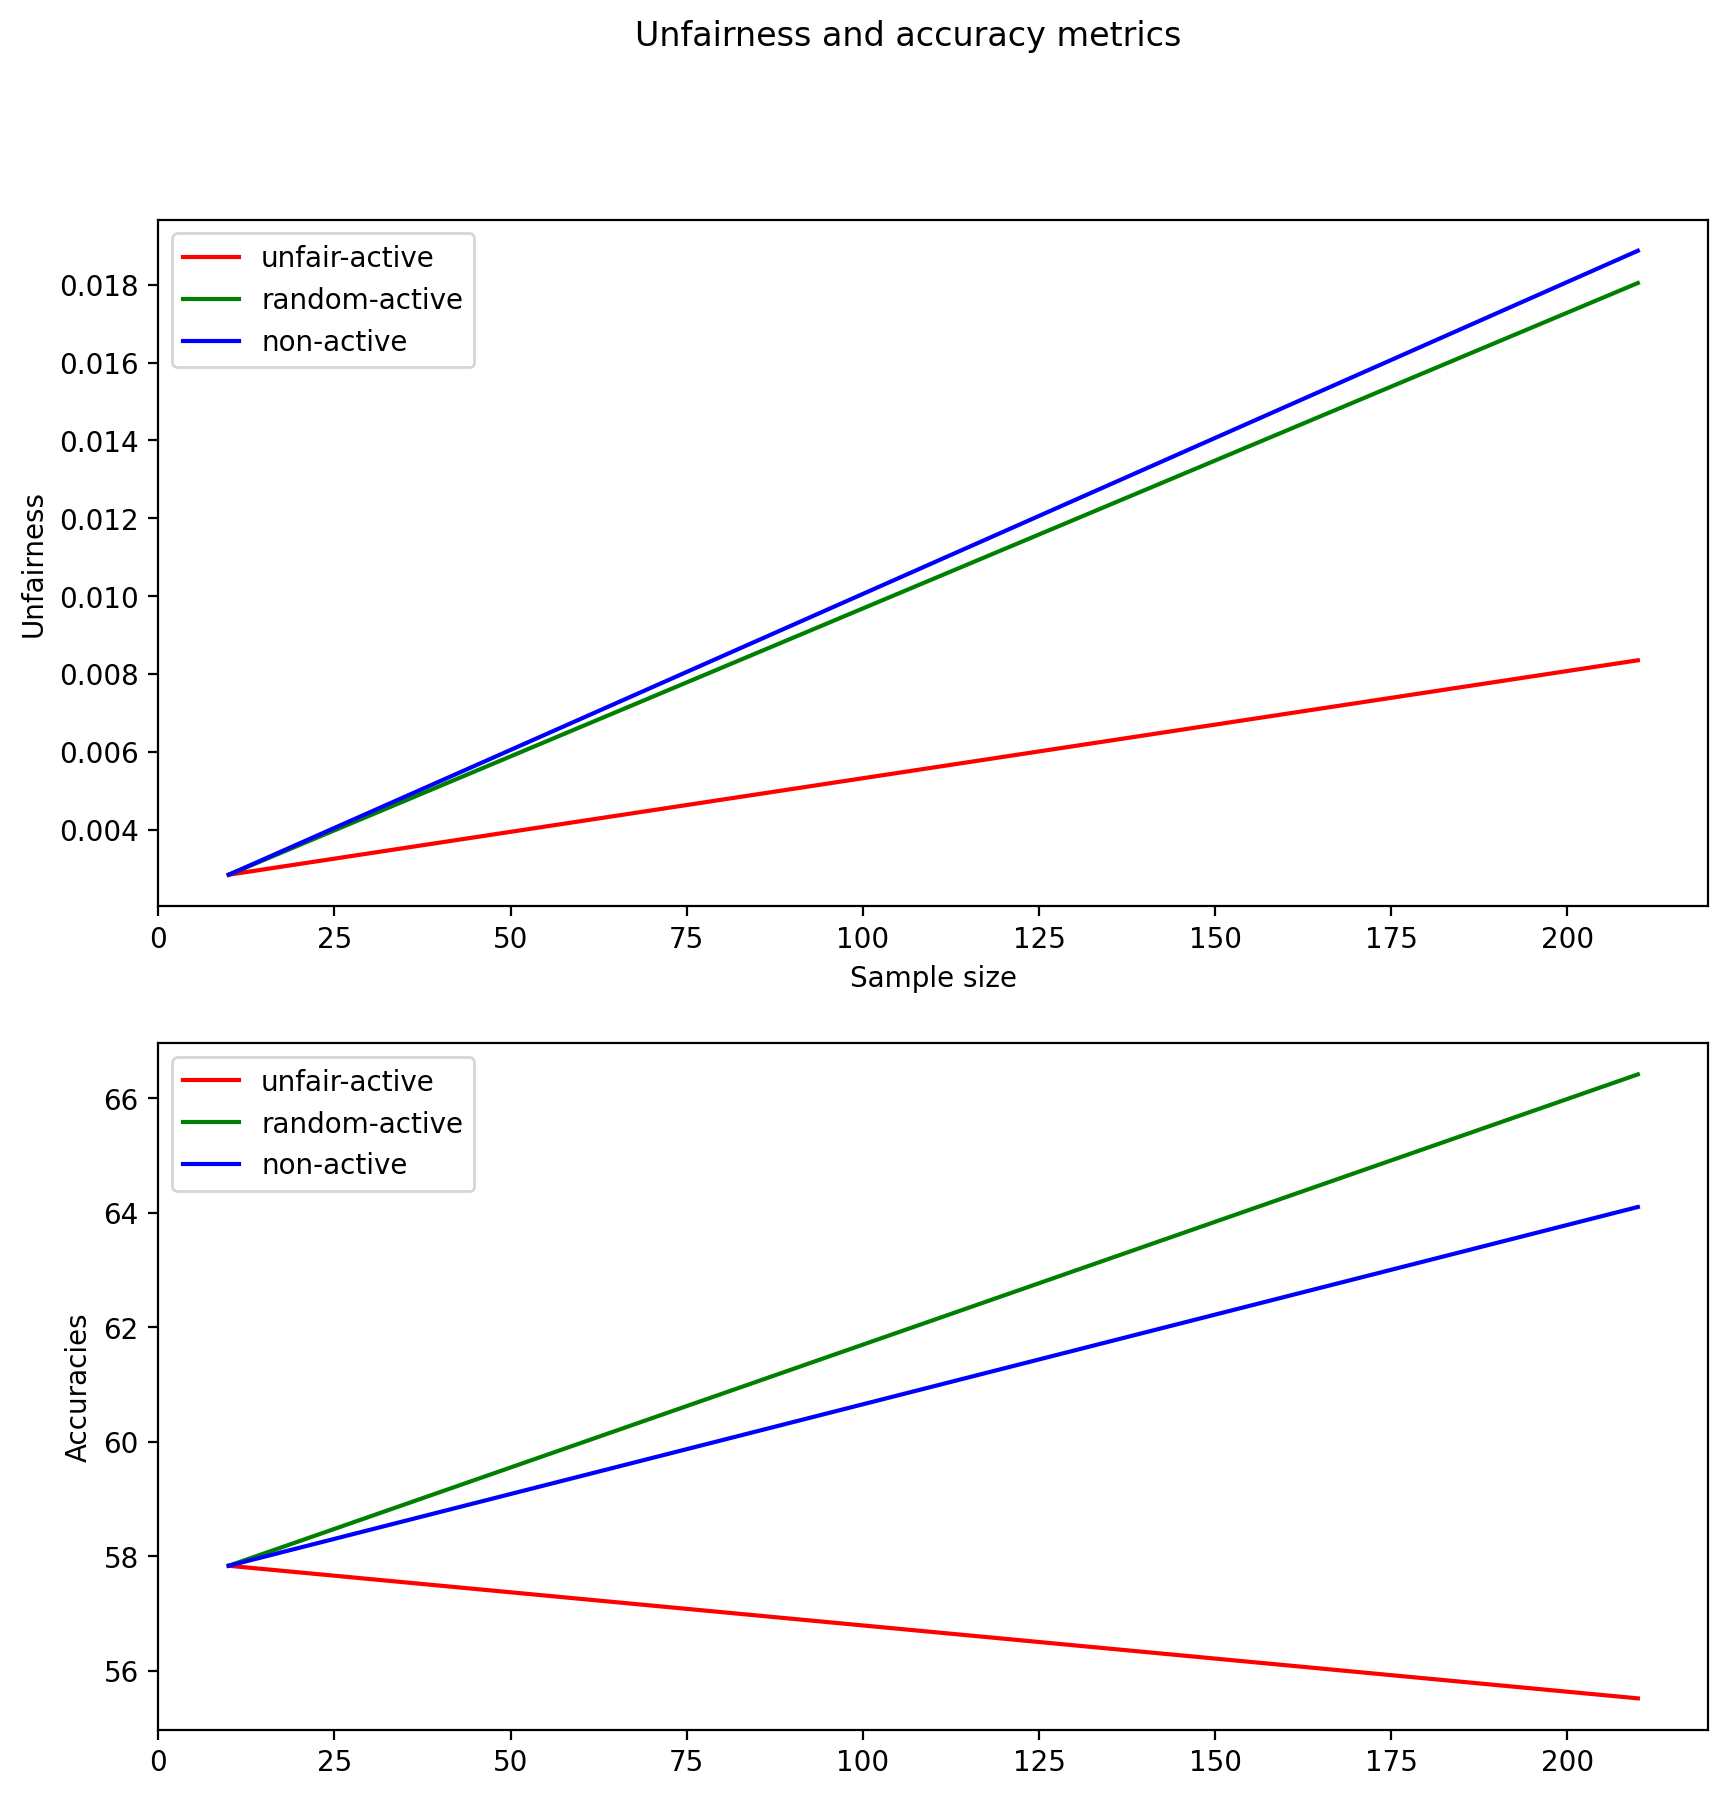 Unfairness and accuracy metrics
unfair-active
random-active
non-active
0.018
0.016
0.014
0.012
0.010
0.008
0.006
0.004
Unfairness
0 25 50 75 100 125 150 175 200
Sample size
unfair-active
random-active
non-active
66
64
62
60
58
56
Accuracies
0 25 50 75 100 125 150 175 200